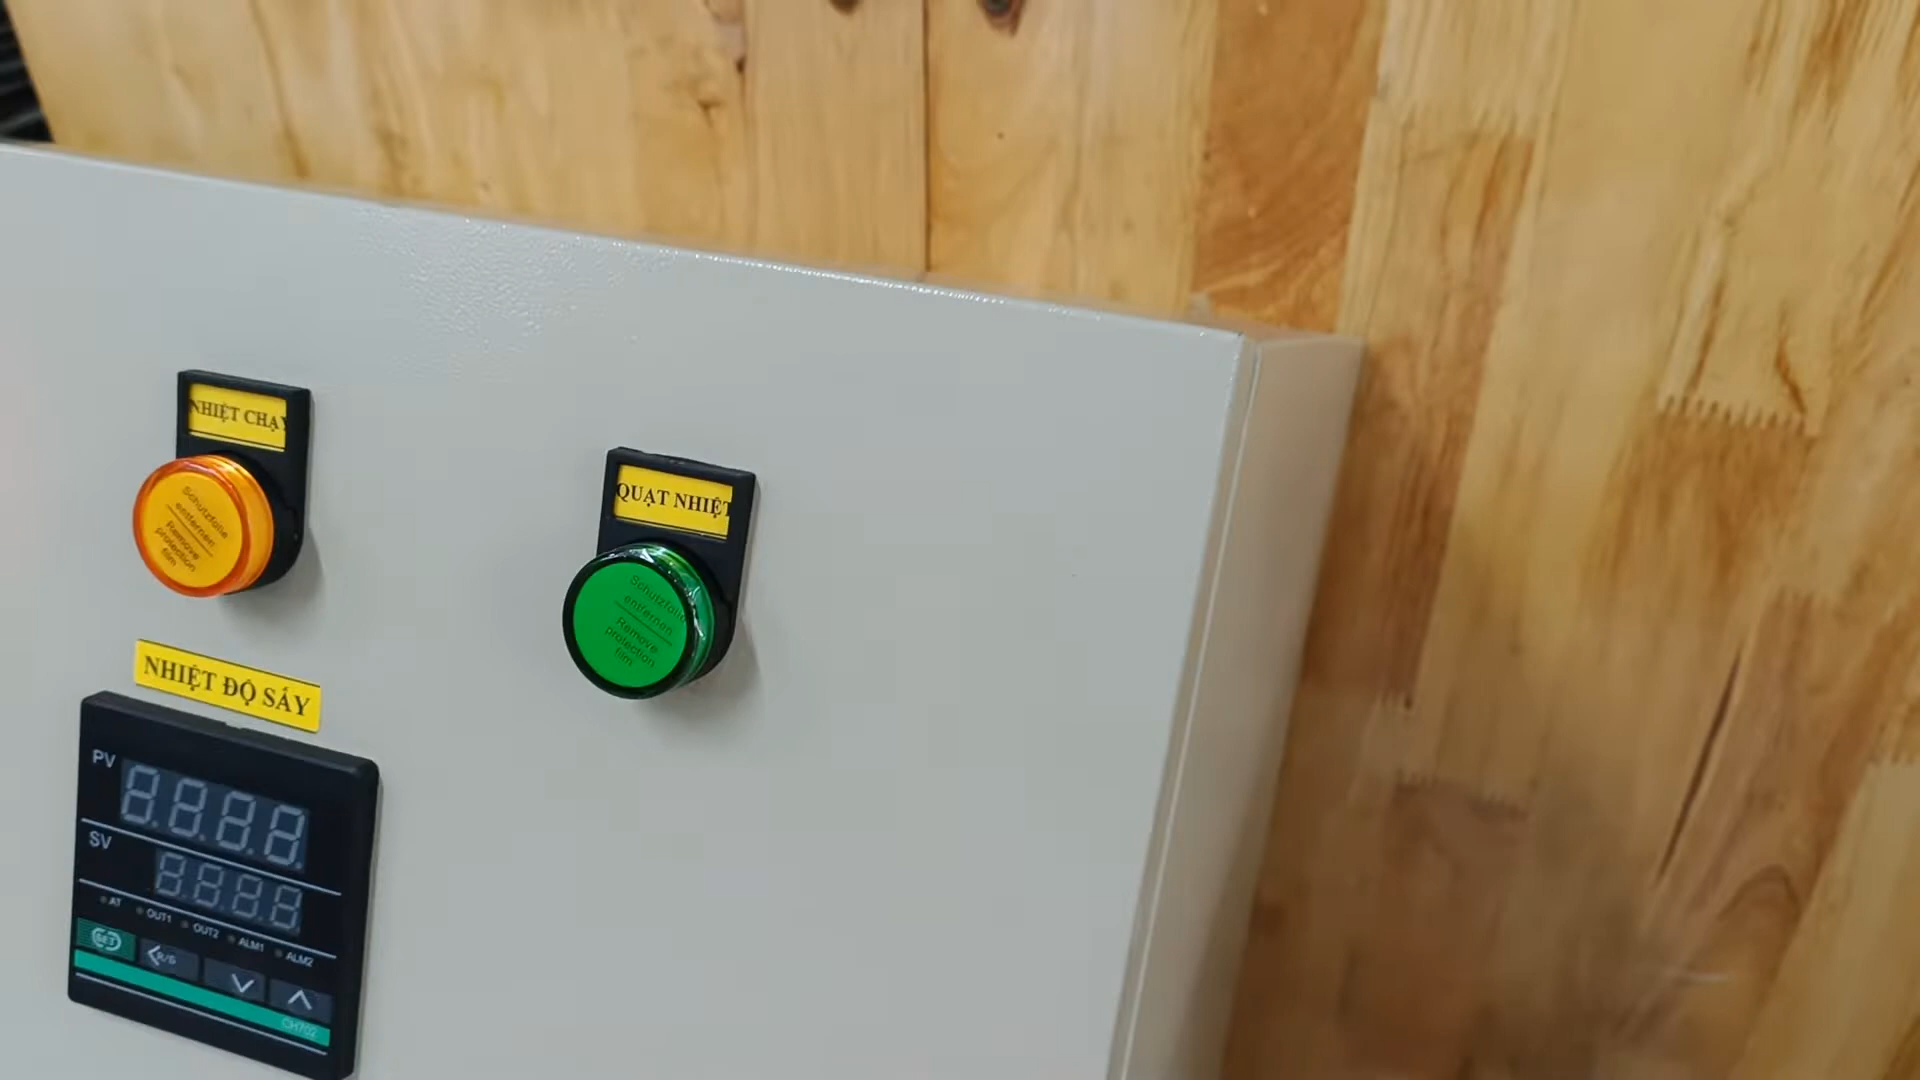 NHIỆT CHẠY
Schutzfolie
entfernen
Remove
protection
film
QUẠT NHIỆT
Schutzfolie
entfernen
Remove
protection
film
NHIỆT ĐỘ SẤY
PV
SV
AT OUT1 OUT2 ALM1 ALM2
SET <R/S
CH702